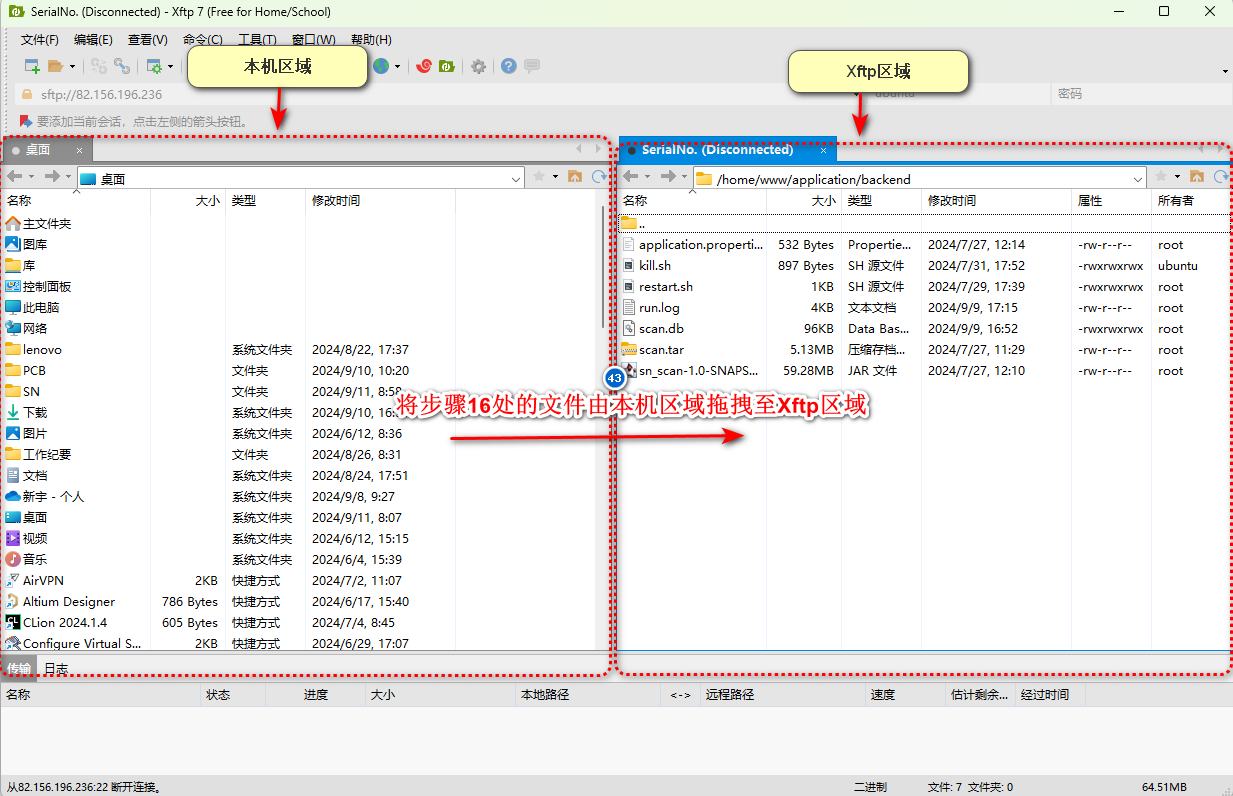 SerialNo. (Disconnected) - Xftp 7 (Free for Home/School)
文件(F) 编辑(E) 查看(V) 命令(C) 工具(T) 窗口(W) 帮助(H)
本机区域
Xftp区域
sftp://82.156.196.236 ubuntu 密码
要添加当前会话，点击左侧的箭头按钮。
桌面 ×
SerialNo. (Disconnected) ×
桌面
/home/www/application/backend
名称 大小 类型 修改时间
主文件夹
图库
库
控制面板
此电脑
网络
lenovo 系统文件夹 2024/8/22, 17:37
PCB 文件夹 2024/9/10, 10:20
SN 文件夹 2024/9/11, 8:58
下载 系统文件夹 2024/9/10, 16:
图片 系统文件夹 2024/6/12, 8:36
工作纪要 文件夹 2024/8/26, 8:31
文档 系统文件夹 2024/8/24, 17:51
新宇 - 个人 系统文件夹 2024/9/8, 9:27
桌面 系统文件夹 2024/9/11, 8:07
视频 系统文件夹 2024/6/12, 15:15
音乐 系统文件夹 2024/6/4, 15:39
AirVPN 2KB 快捷方式 2024/7/2, 11:07
Altium Designer 786 Bytes 快捷方式 2024/6/17, 15:40
CLion 2024.1.4 605 Bytes 快捷方式 2024/7/4, 8:45
Configure Virtual S... 2KB 快捷方式 2024/6/29, 17:07
名称 大小 类型 修改时间 属性 所有者
..
application.properti... 532 Bytes Propertie... 2024/7/27, 12:14 -rw-r--r-- root
kill.sh 897 Bytes SH 源文件 2024/7/31, 17:52 -rwxrwxrwx ubuntu
restart.sh 1KB SH 源文件 2024/7/29, 17:39 -rwxrwxrwx root
run.log 4KB 文本文档 2024/9/9, 17:15 -rw-r--r-- root
scan.db 96KB Data Bas... 2024/9/9, 16:52 -rwxrwxrwx root
scan.tar 5.13MB 压缩存档... 2024/7/27, 11:29 -rw-r--r-- root
sn_scan-1.0-SNAPS... 59.28MB JAR 文件 2024/7/27, 12:10 -rw-r--r-- root
43
将步骤16处的文件由本机区域拖拽至Xftp区域
传输 日志
名称 状态 进度 大小 本地路径 <-> 远程路径 速度 估计剩余... 经过时间
从82.156.196.236:22 断开连接。 二进制 文件: 7 文件夹: 0 64.51MB